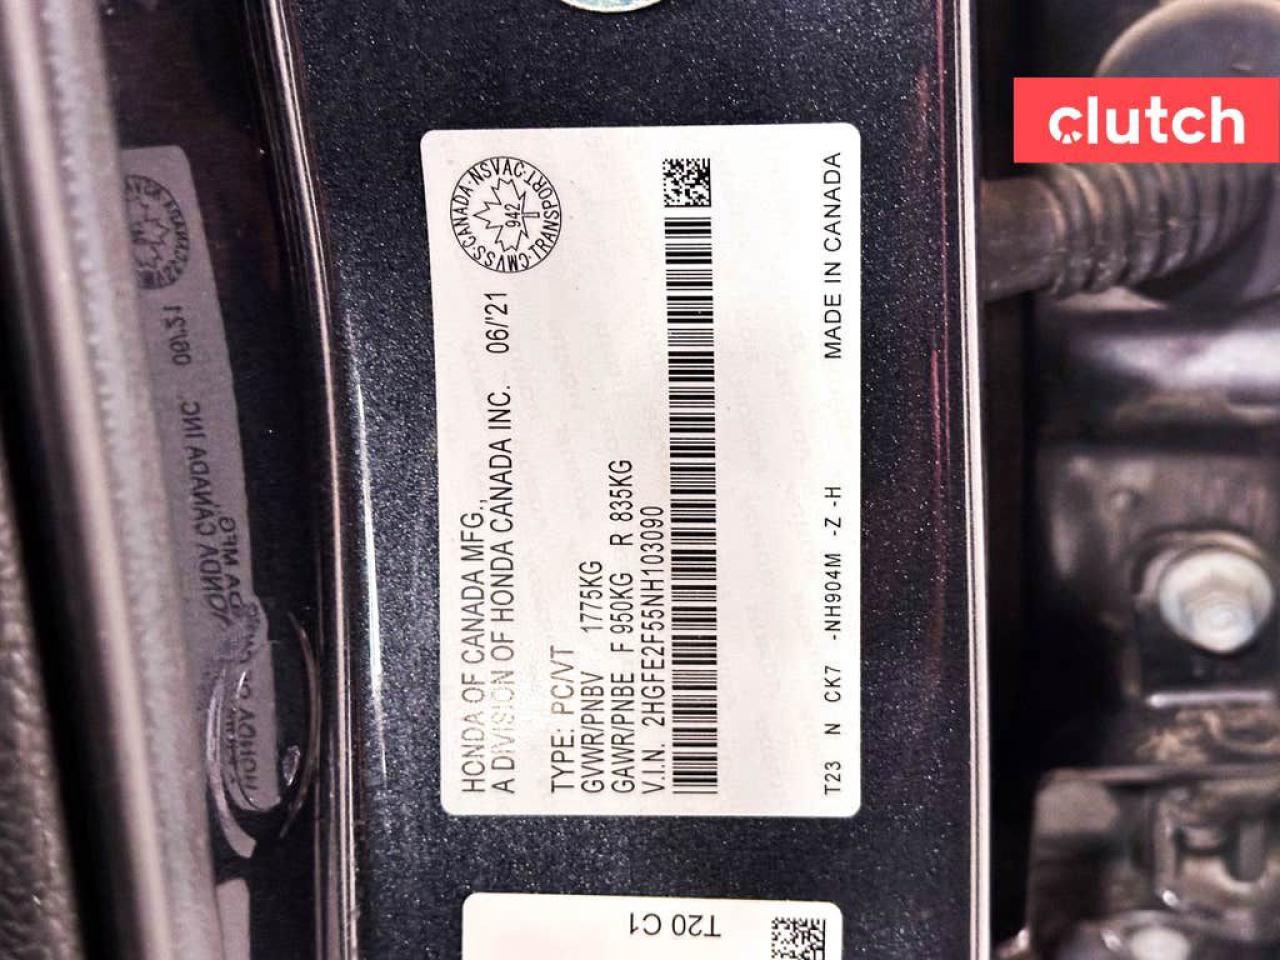 clutch
CMVSS·CANADA·NSVAC·TRANSPORT
942
HONDA OF CANADA MFG.,
A DIVISION OF HONDA CANADA INC. 06/'21
TYPE: PC/VT
GVWR/PNBV 1775KG
GAWR/PNBE F 950KG R 835KG
V.I.N. 2HGFE2F55NH103090
T23 N CK7 -NH904M -Z -H MADE IN CANADA
T20 C1